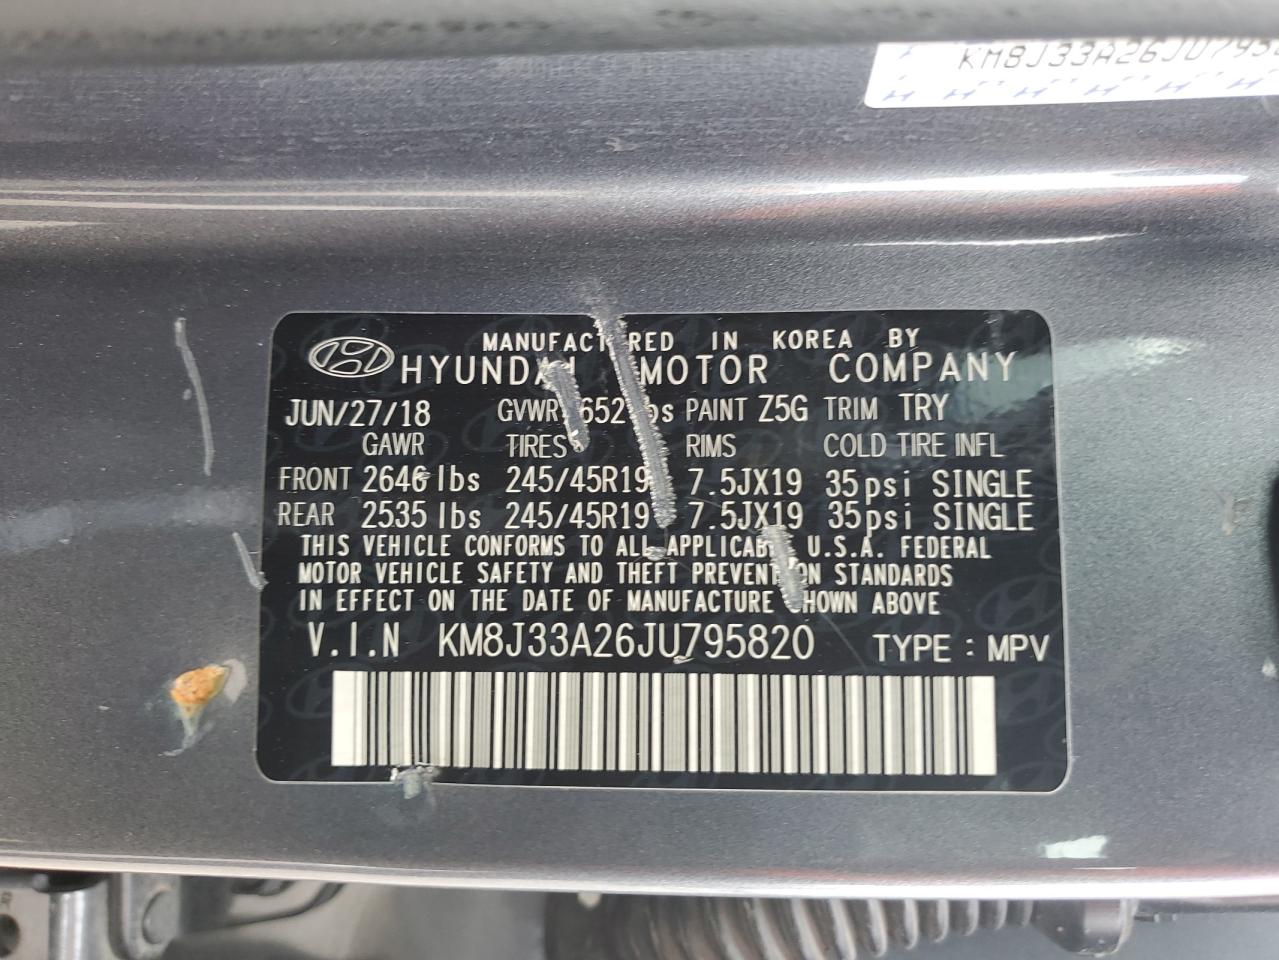 KM8J33A26JU7958
MANUFACTURED IN KOREA BY
HYUNDAI MOTOR COMPANY
JUN/27/18 GVWR PAINT Z5G TRIM TRY
GAWR TIRES RIMS COLD TIRE INFL
FRONT 2646 lbs 245/45R19 7.5JX19 35psi SINGLE
REAR 2535 lbs 245/45R19 7.5JX19 35psi SINGLE
THIS VEHICLE CONFORMS TO ALL APPLICABLE U.S.A. FEDERAL
MOTOR VEHICLE SAFETY AND THEFT PREVENTION STANDARDS
IN EFFECT ON THE DATE OF MANUFACTURE SHOWN ABOVE
V.I.N KM8J33A26JU795820 TYPE : MPV